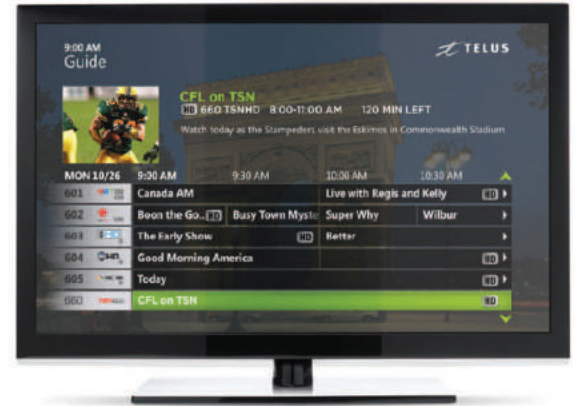 9:00 AM
Guide
TELUS
CFL on TSN
HD 660 TSNHD 8:00-11:00 AM 120 MIN LEFT
Watch today as the Stampeders visit the Eskimos in Commonwealth Stadium
MON 10/26 9:00 AM 9:30 AM 10:00 AM 10:30 AM
601 Canada AM Live with Regis and Kelly HD
602 Boon the Go.. HD Busy Town Myste Super Why Wilbur
603 The Early Show HD Better
604 HD Good Morning America HD
605 Today HD
660 CFL on TSN HD